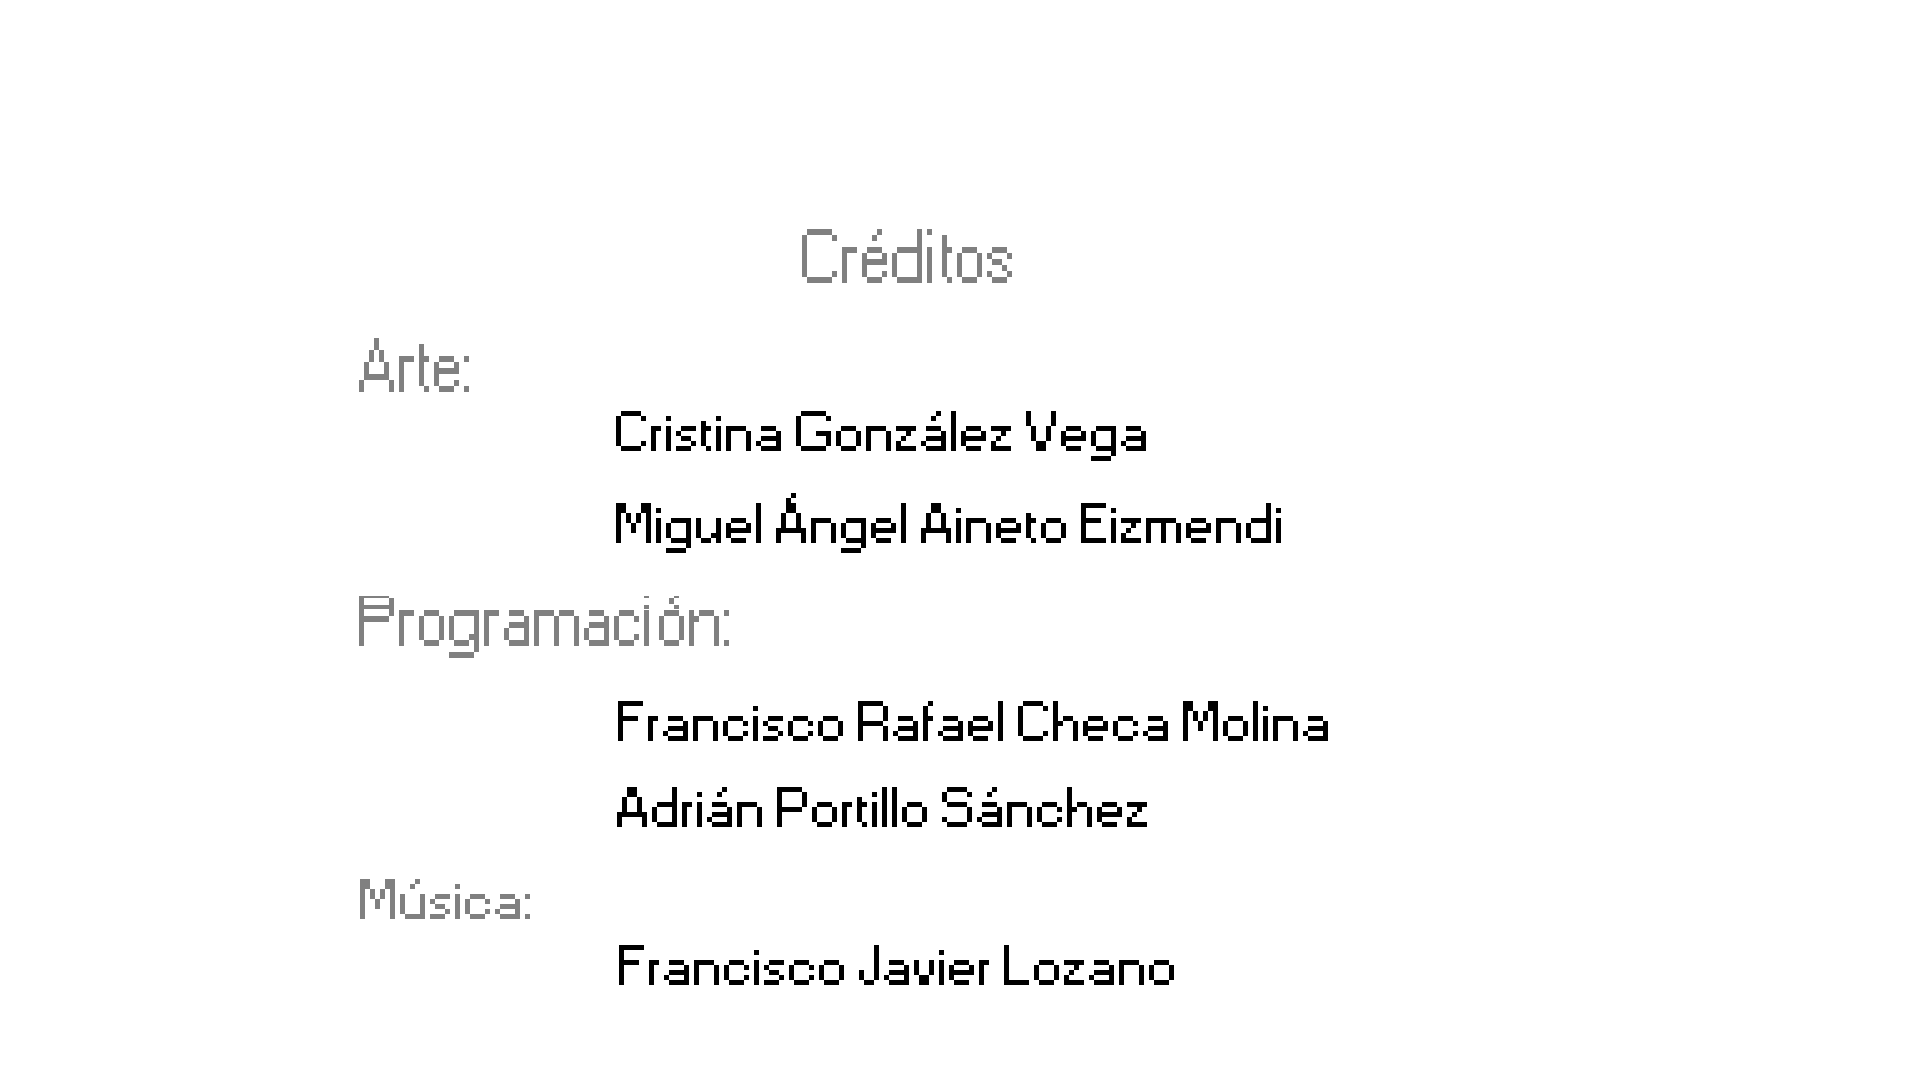 Créditos
Arte:
Cristina González Vega
Miguel Ángel Aineto Eizmendi
Programación:
Francisco Rafael Checa Molina
Adrián Portillo Sánchez
Música:
Francisco Javier Lozano